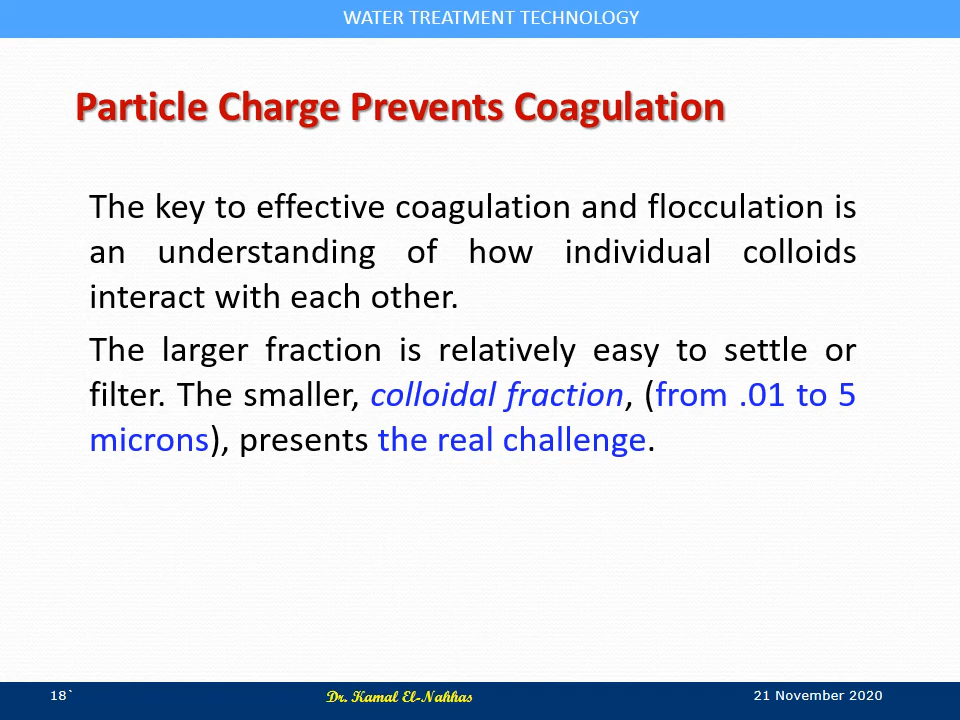 WATER TREATMENT TECHNOLOGY
Particle Charge Prevents Coagulation
The key to effective coagulation and flocculation is
an understanding of how individual colloids
interact with each other.
The larger fraction is relatively easy to settle or
filter. The smaller, colloidal fraction, (from .01 to 5
microns), presents the real challenge.
18`
Dr. Kamal El-Nahhas
21 November 2020